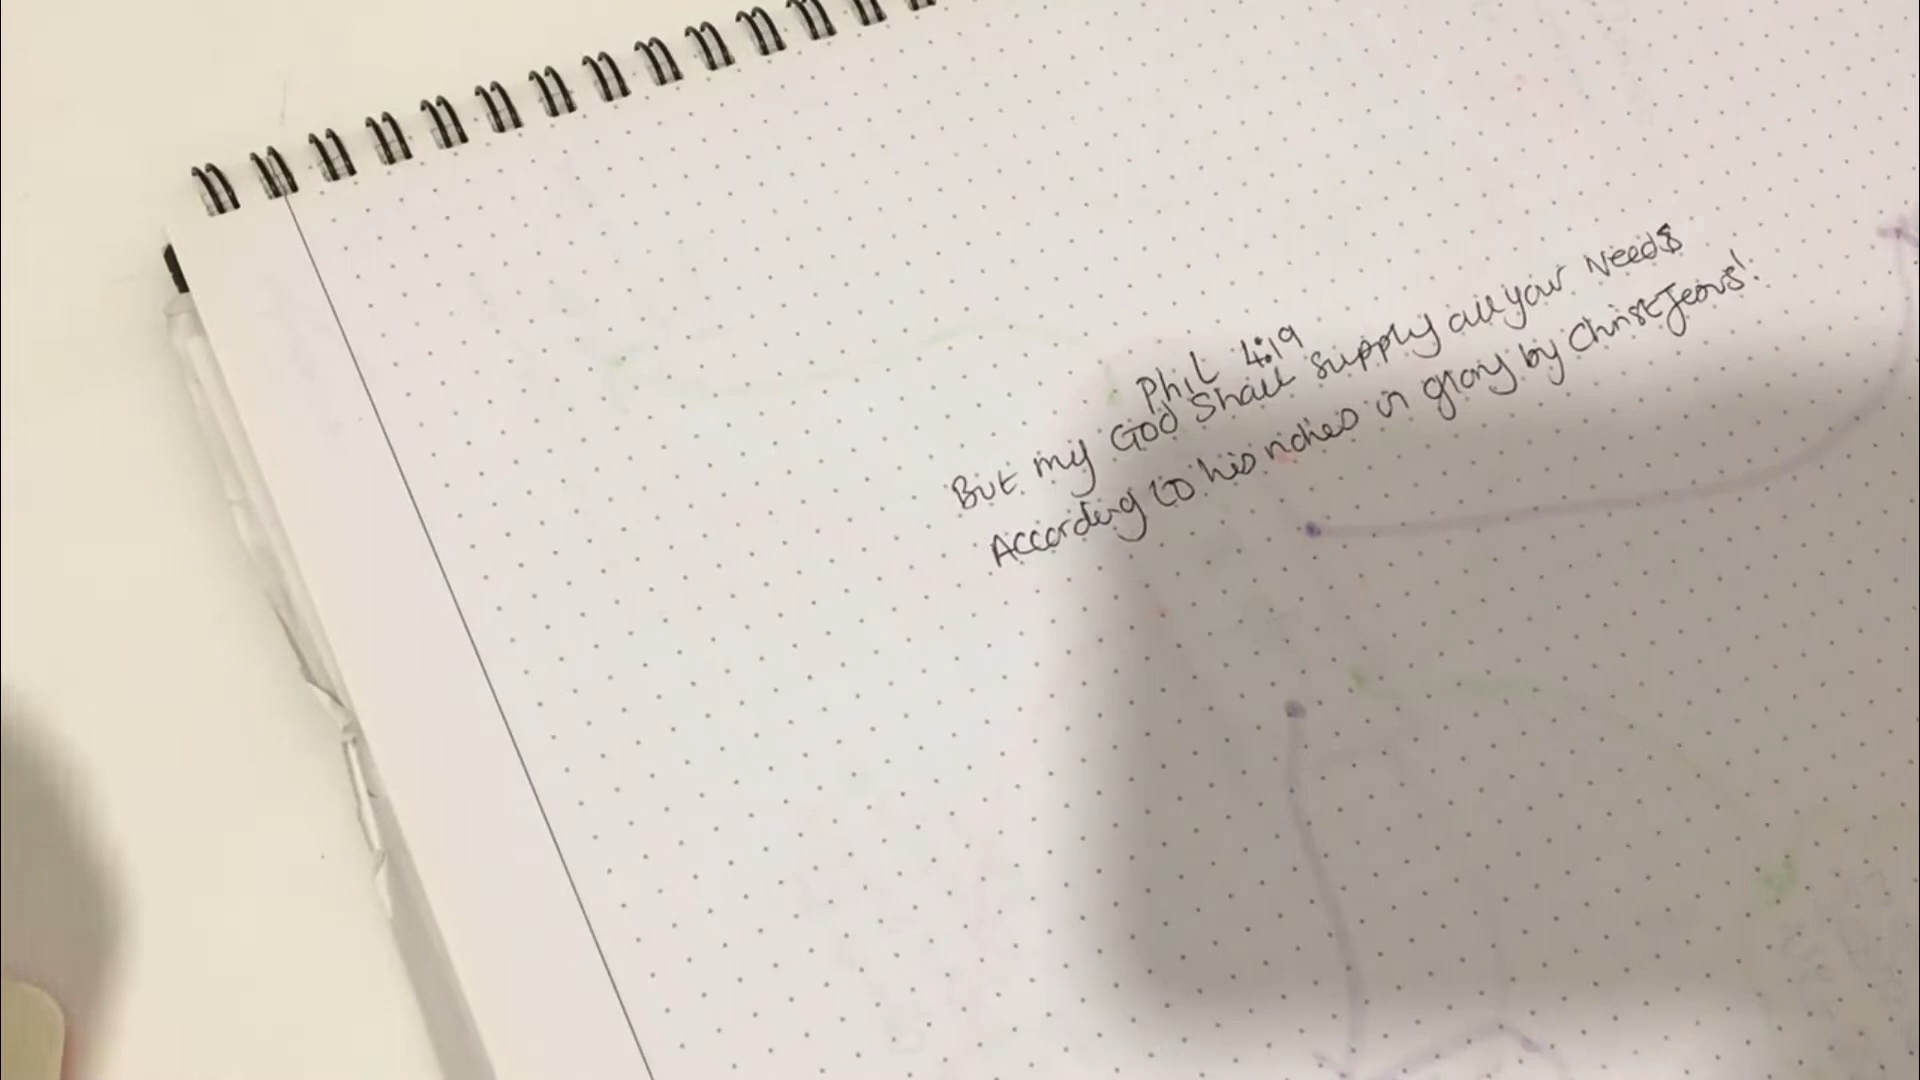 Phil 4:19
But my God Shall supply all your Needs
According to his riches in glory by Christ Jesus!